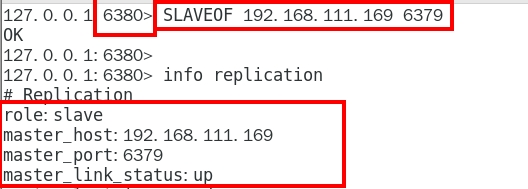 127.0.0.1:6380> SLAVEOF 192.168.111.169 6379
OK
127.0.0.1:6380>
127.0.0.1:6380> info replication
# Replication
role:slave
master_host:192.168.111.169
master_port:6379
master_link_status:up